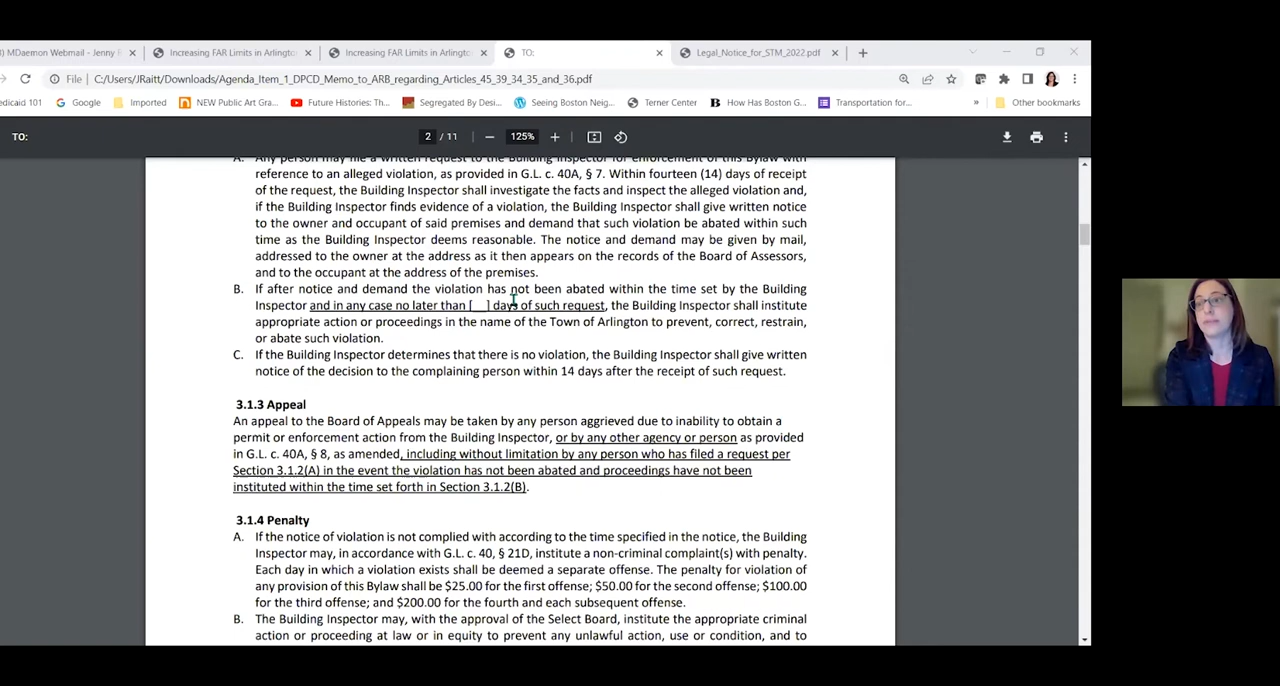 ) MDaemon Webmail - Jenny R
Increasing FAR Limits in Arlingto
Increasing FAR Limits in Arlingto
TO:
Legal_Notice_for_STM_2022.pdf
File | C:/Users/JRaitt/Downloads/Agenda_Item_1_DPCD_Memo_to_ARB_regarding_Articles_45_39_34_35_and_36.pdf
edicaid 101
Google
Imported
NEW Public Art Gra...
Future Histories: Th...
Segregated By Desi...
Seeing Boston Neig...
Terner Center
How Has Boston G...
Transportation for...
»
Other bookmarks
TO:
2 / 11
125%
A. Any person may file a written request to the Building Inspector for enforcement of this Bylaw with
reference to an alleged violation, as provided in G.L. c. 40A, § 7. Within fourteen (14) days of receipt
of the request, the Building Inspector shall investigate the facts and inspect the alleged violation and,
if the Building Inspector finds evidence of a violation, the Building Inspector shall give written notice
to the owner and occupant of said premises and demand that such violation be abated within such
time as the Building Inspector deems reasonable. The notice and demand may be given by mail,
addressed to the owner at the address as it then appears on the records of the Board of Assessors,
and to the occupant at the address of the premises.
B. If after notice and demand the violation has not been abated within the time set by the Building
Inspector and in any case no later than [__] days of such request, the Building Inspector shall institute
appropriate action or proceedings in the name of the Town of Arlington to prevent, correct, restrain,
or abate such violation.
C. If the Building Inspector determines that there is no violation, the Building Inspector shall give written
notice of the decision to the complaining person within 14 days after the receipt of such request.
3.1.3 Appeal
An appeal to the Board of Appeals may be taken by any person aggrieved due to inability to obtain a
permit or enforcement action from the Building Inspector, or by any other agency or person as provided
in G.L. c. 40A, § 8, as amended, including without limitation by any person who has filed a request per
Section 3.1.2(A) in the event the violation has not been abated and proceedings have not been
instituted within the time set forth in Section 3.1.2(B).
3.1.4 Penalty
A. If the notice of violation is not complied with according to the time specified in the notice, the Building
Inspector may, in accordance with G.L. c. 40, § 21D, institute a non-criminal complaint(s) with penalty.
Each day in which a violation exists shall be deemed a separate offense. The penalty for violation of
any provision of this Bylaw shall be $25.00 for the first offense; $50.00 for the second offense; $100.00
for the third offense; and $200.00 for the fourth and each subsequent offense.
B. The Building Inspector may, with the approval of the Select Board, institute the appropriate criminal
action or proceeding at law or in equity to prevent any unlawful action, use or condition, and to